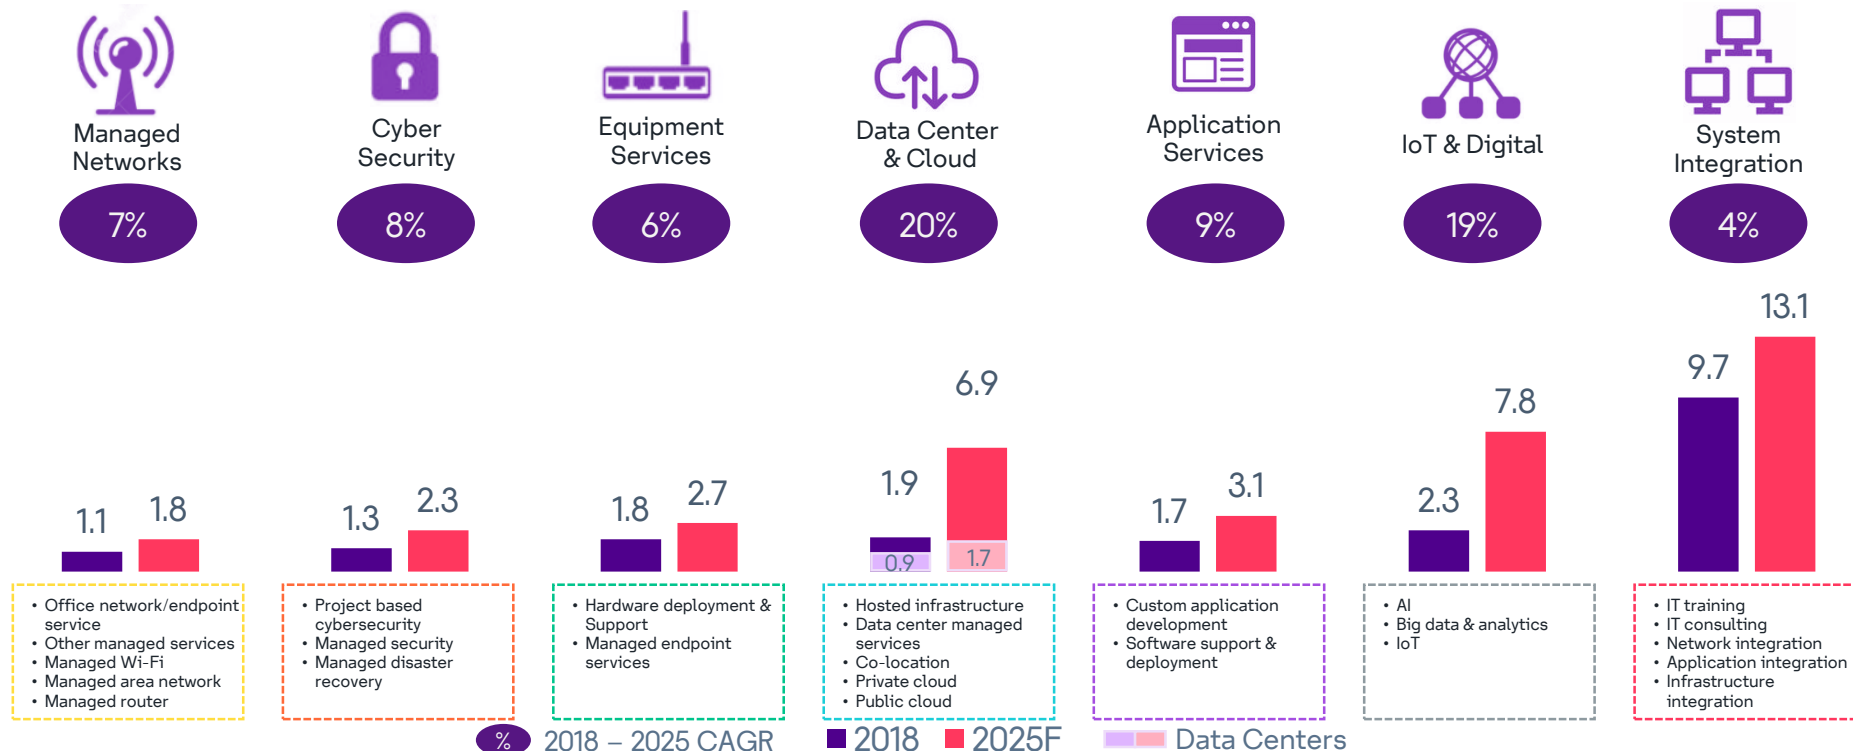 Managed
Networks
Cyber
Security
Equipment
Services
Data Center
& Cloud
Application
Services
IoT & Digital
System
Integration
7%
8%
6%
20%
9%
19%
4%
1.1
1.8
1.3
2.3
1.8
2.7
1.9
6.9
0.9
1.7
1.7
3.1
2.3
7.8
9.7
13.1
• Office network/endpoint
service
• Other managed services
• Managed Wi-Fi
• Managed area network
• Managed router
• Project based
cybersecurity
• Managed security
• Managed disaster
recovery
• Hardware deployment &
Support
• Managed endpoint
services
• Hosted infrastructure
• Data center managed
services
• Co-location
• Private cloud
• Public cloud
• Custom application
development
• Software support &
deployment
• AI
• Big data & analytics
• IoT
• IT training
• IT consulting
• Network integration
• Application integration
• Infrastructure
integration
% 2018 – 2025 CAGR
2018
2025F
Data Centers